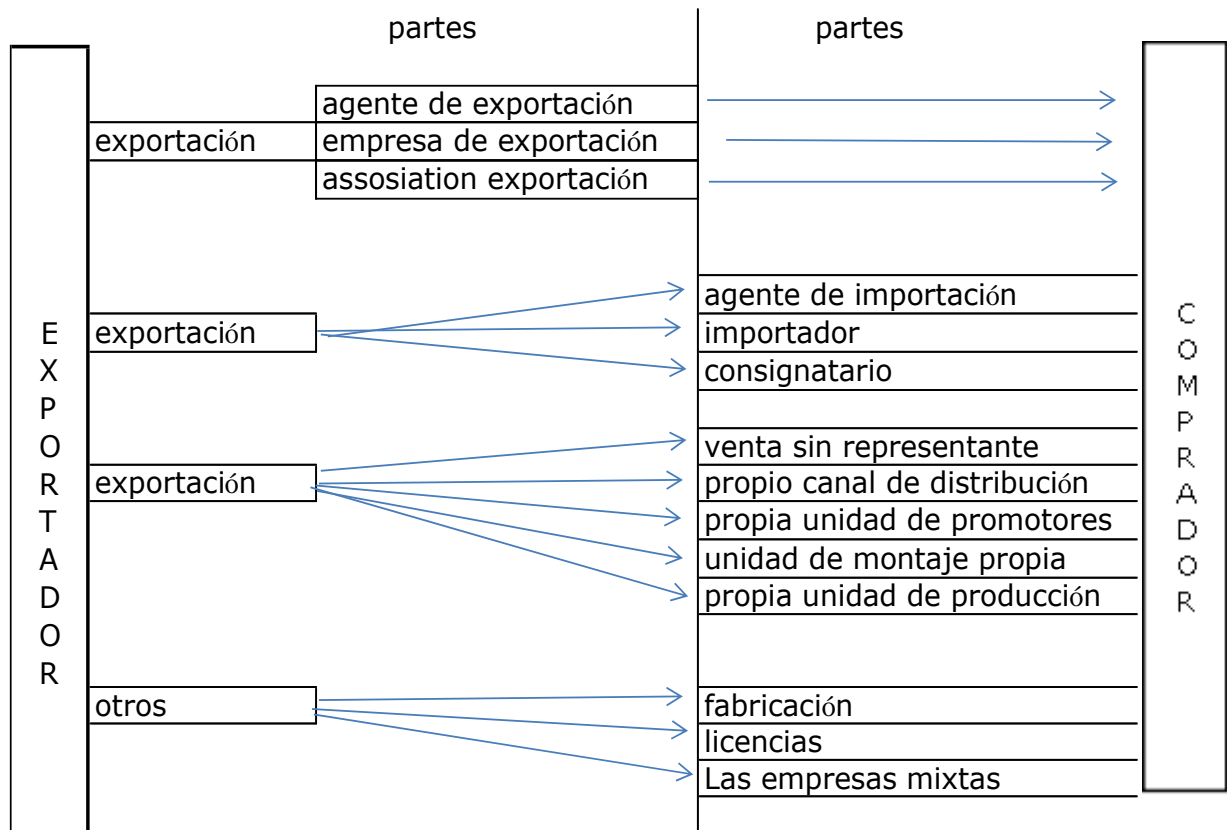 partes
partes
EXPORTADOR
COMPRADOR
agente de exportación
exportación
empresa de exportación
assosiation exportación
agente de importación
exportación
importador
consignatario
venta sin representante
exportación
propio canal de distribución
propia unidad de promotores
unidad de montaje propia
propia unidad de producción
otros
fabricación
licencias
Las empresas mixtas